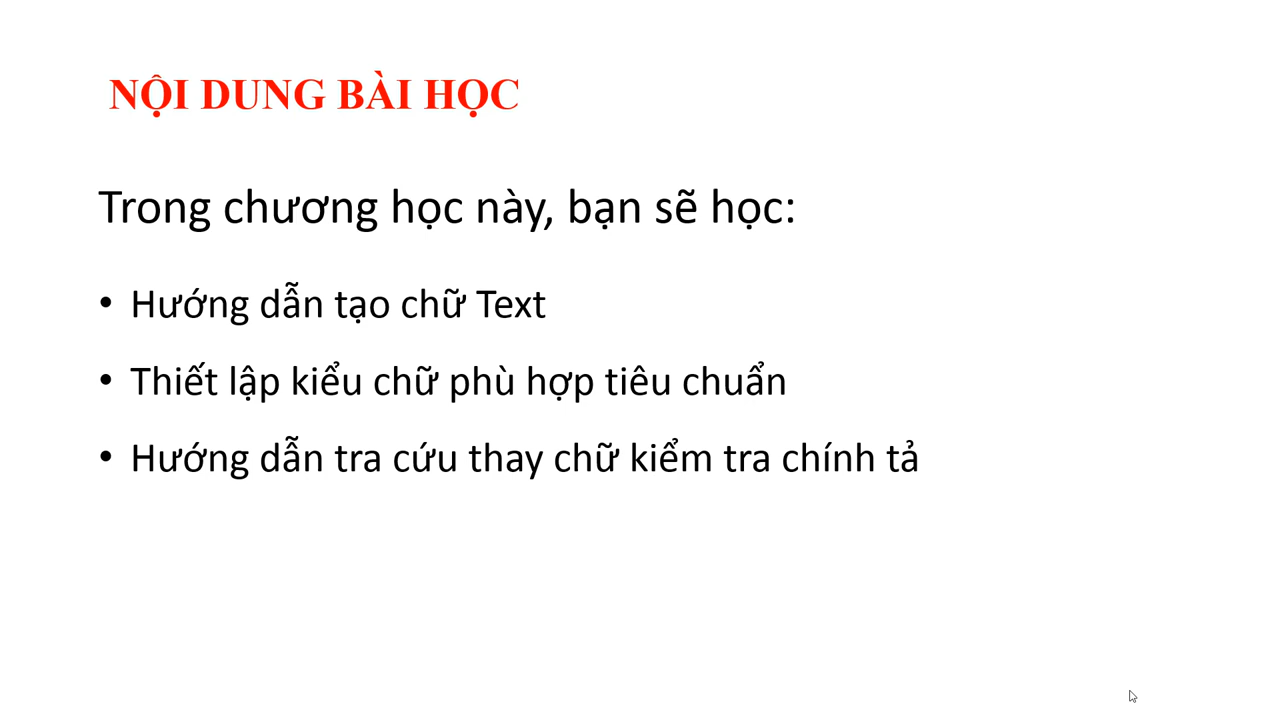 NỘI DUNG BÀI HỌC
Trong chương học này, bạn sẽ học:
• Hướng dẫn tạo chữ Text
• Thiết lập kiểu chữ phù hợp tiêu chuẩn
• Hướng dẫn tra cứu thay chữ kiểm tra chính tả